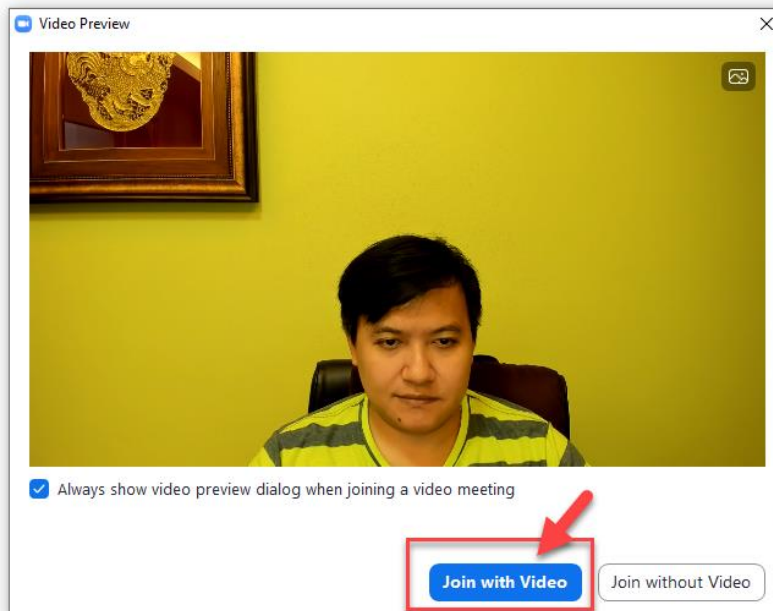 Video Preview
Always show video preview dialog when joining a video meeting
Join with Video
Join without Video